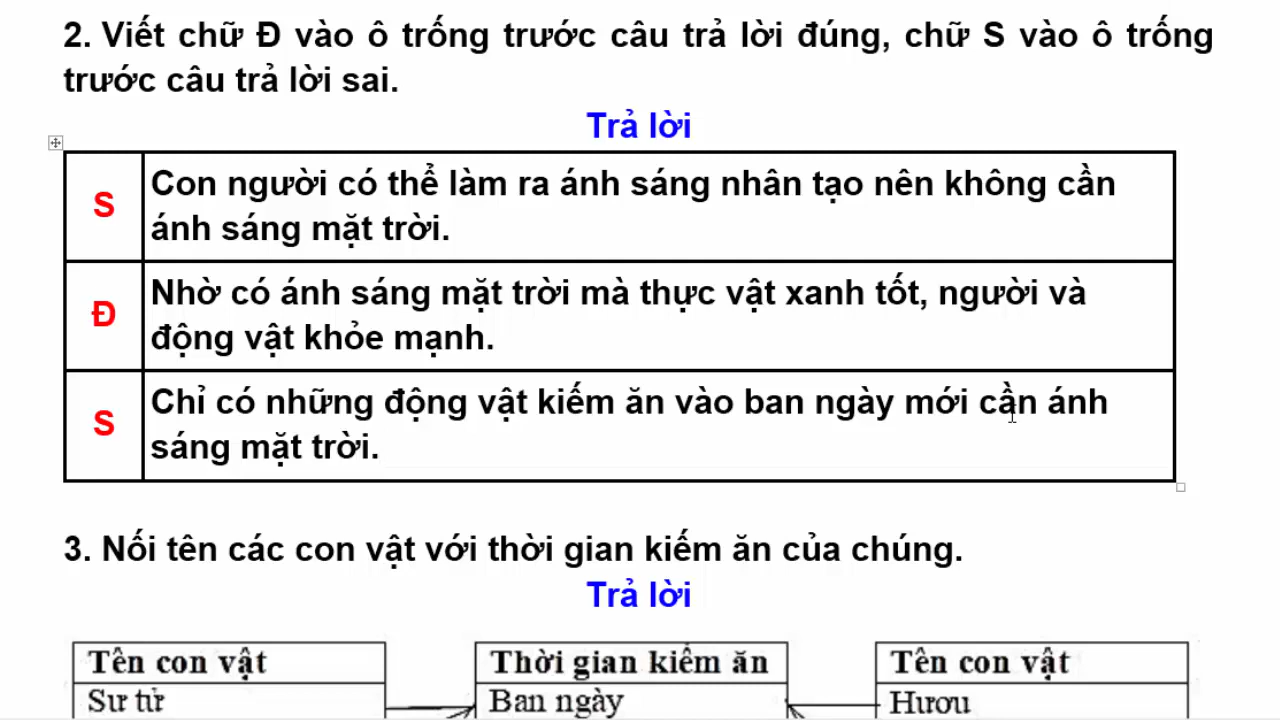 2. Viết chữ Đ vào ô trống trước câu trả lời đúng, chữ S vào ô trống
trước câu trả lời sai.
Trả lời
S
Con người có thể làm ra ánh sáng nhân tạo nên không cần
ánh sáng mặt trời.
Đ
Nhờ có ánh sáng mặt trời mà thực vật xanh tốt, người và
động vật khỏe mạnh.
S
Chỉ có những động vật kiếm ăn vào ban ngày mới cần ánh
sáng mặt trời.
3. Nối tên các con vật với thời gian kiếm ăn của chúng.
Trả lời
Tên con vật
Thời gian kiếm ăn
Tên con vật
Sư tử
Ban ngày
Hươu